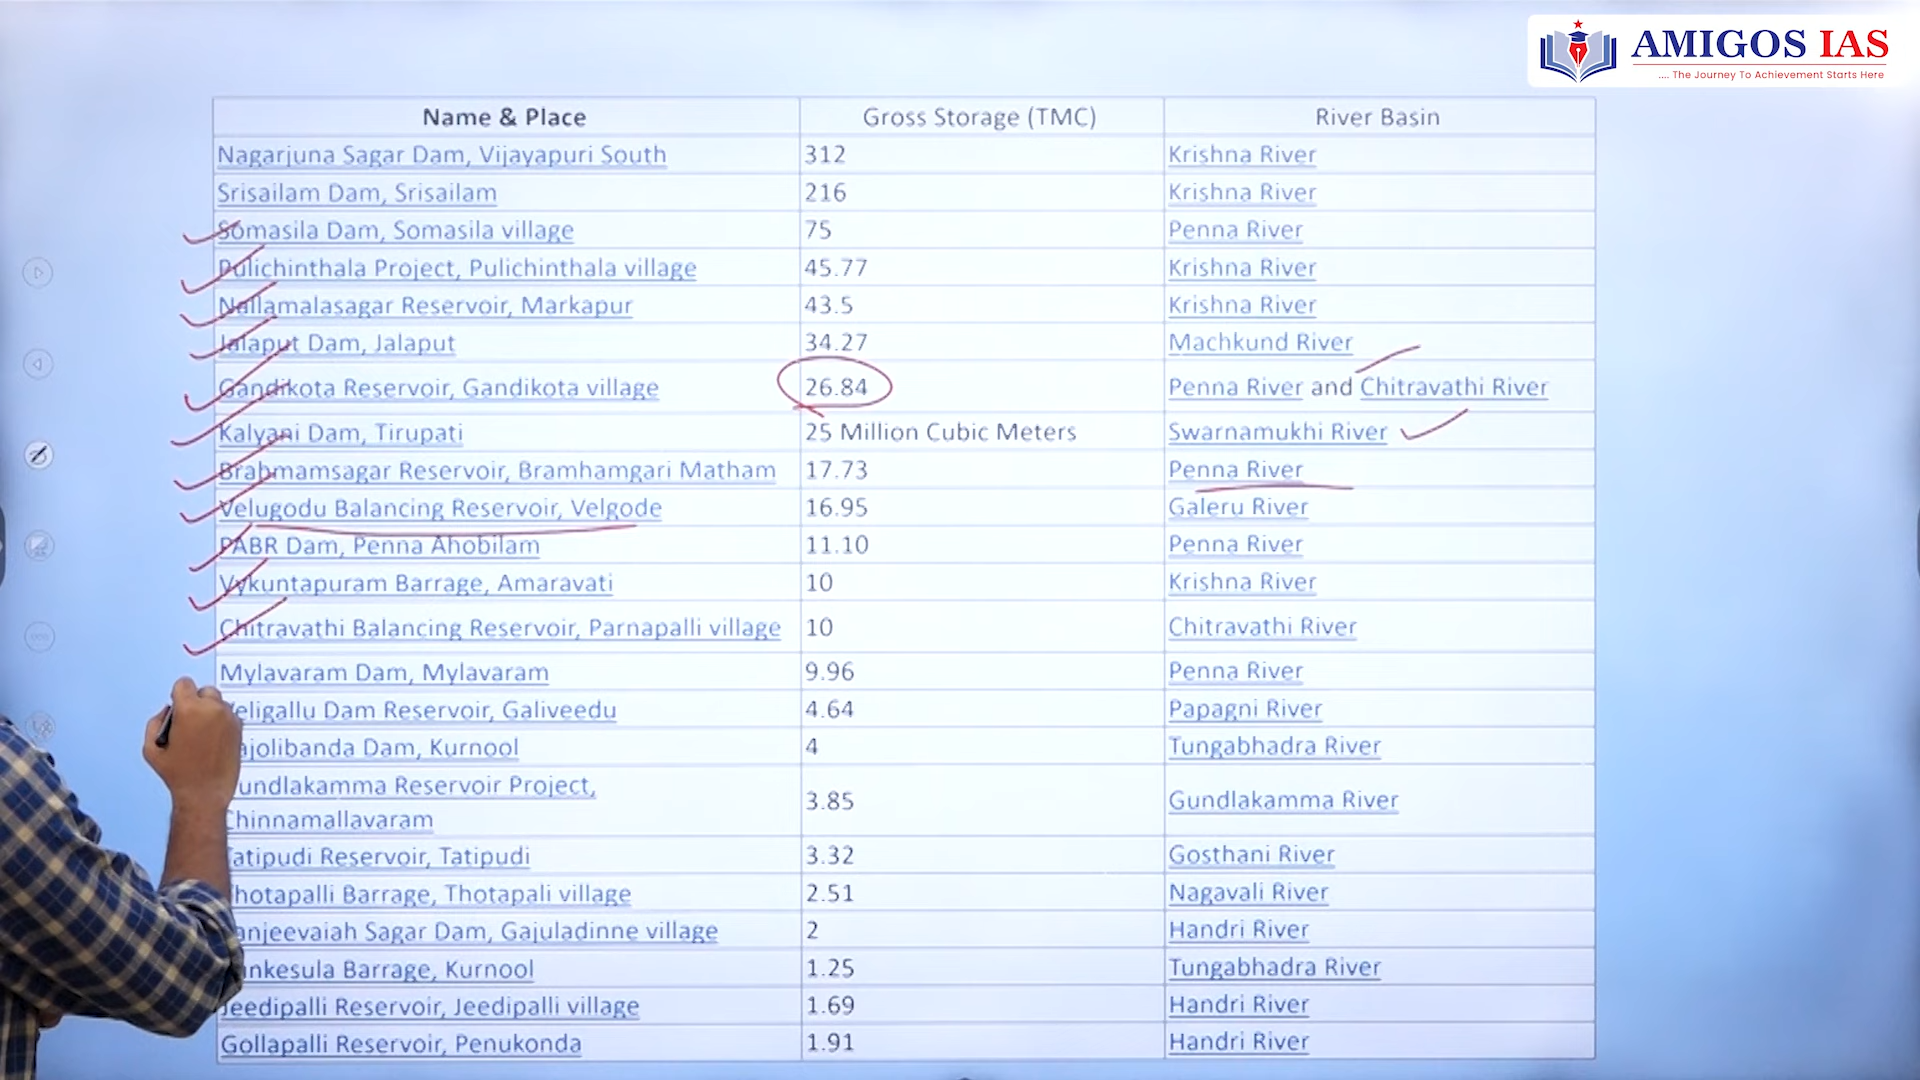 AMIGOS IAS
.... The Journey To Achievement Starts Here
Name & Place Gross Storage (TMC) River Basin
Nagarjuna Sagar Dam, Vijayapuri South 312 Krishna River
Srisailam Dam, Srisailam 216 Krishna River
Somasila Dam, Somasila village 75 Penna River
Pulichinthala Project, Pulichinthala village 45.77 Krishna River
Nallamalasagar Reservoir, Markapur 43.5 Krishna River
Jalaput Dam, Jalaput 34.27 Machkund River
Gandikota Reservoir, Gandikota village 26.84 Penna River and Chitravathi River
Kalyani Dam, Tirupati 25 Million Cubic Meters Swarnamukhi River
Brahmamsagar Reservoir, Bramhamgari Matham 17.73 Penna River
Velugodu Balancing Reservoir, Velgode 16.95 Galeru River
PABR Dam, Penna Ahobilam 11.10 Penna River
Vykuntapuram Barrage, Amaravati 10 Krishna River
Chitravathi Balancing Reservoir, Parnapalli village 10 Chitravathi River
Mylavaram Dam, Mylavaram 9.96 Penna River
Dam Reservoir, Galiveedu 4.64 Papagni River
Dam, Kurnool 4 Tungabhadra River
Reservoir Project,
Chinnamallavaram 3.85 Gundlakamma River
Reservoir, Tatipudi 3.32 Gosthani River
Barrage, Thotapali village 2.51 Nagavali River
Sagar Dam, Gajuladinne village 2 Handri River
Barrage, Kurnool 1.25 Tungabhadra River
Jeedipalli Reservoir, Jeedipalli village 1.69 Handri River
Gollapalli Reservoir, Penukonda 1.91 Handri River